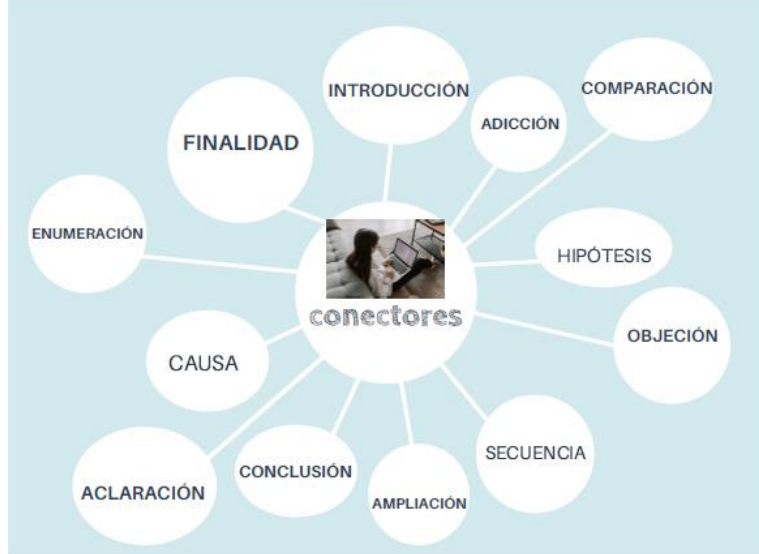 INTRODUCCIÓN
COMPARACIÓN
ADICCIÓN
FINALIDAD
ENUMERACIÓN
HIPÓTESIS
conectores
OBJECIÓN
CAUSA
SECUENCIA
CONCLUSIÓN
ACLARACIÓN
AMPLIACIÓN